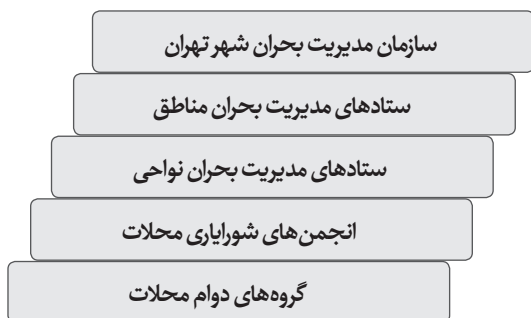 سازمان مدیریت بحران شهر تهران
ستادهای مدیریت بحران مناطق
ستادهای مدیریت بحران نواحی
انجمن‌های شورایاری محلات
گروه‌های دوام محلات